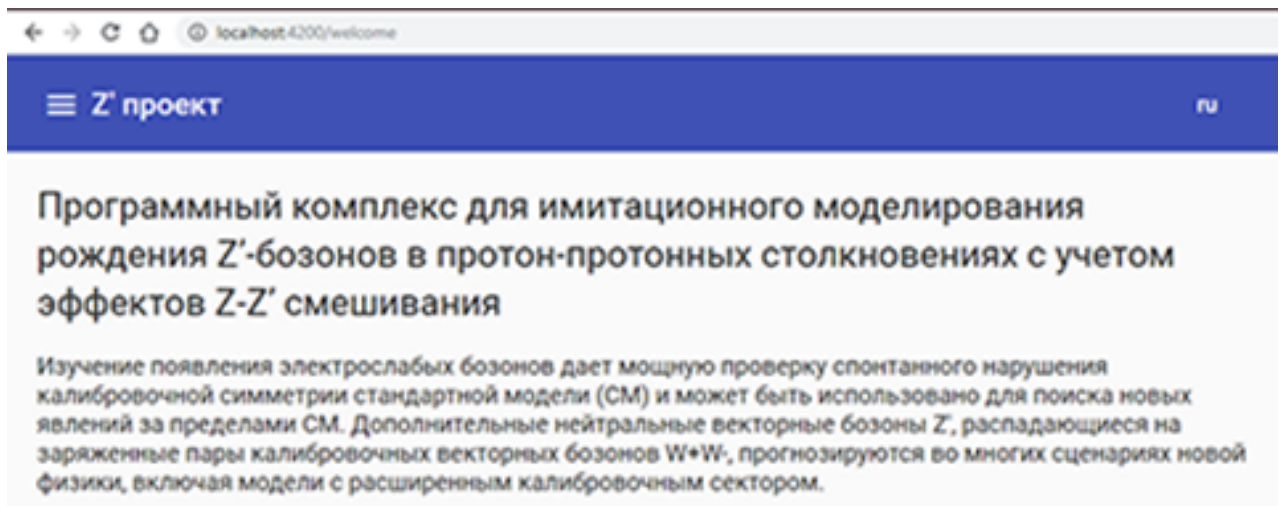 localhost:4200/welcome
Z' проект
ru
Программный комплекс для имитационного моделирования
рождения Z’-бозонов в протон-протонных столкновениях с учетом
эффектов Z-Z’ смешивания
Изучение появления электрослабых бозонов дает мощную проверку спонтанного нарушения
калибровочной симметрии стандартной модели (СМ) и может быть использовано для поиска новых
явлений за пределами СМ. Дополнительные нейтральные векторные бозоны Z’, распадающиеся на
заряженные пары калибровочных векторных бозонов W+W-, прогнозируются во многих сценариях новой
физики, включая модели с расширенным калибровочным сектором.